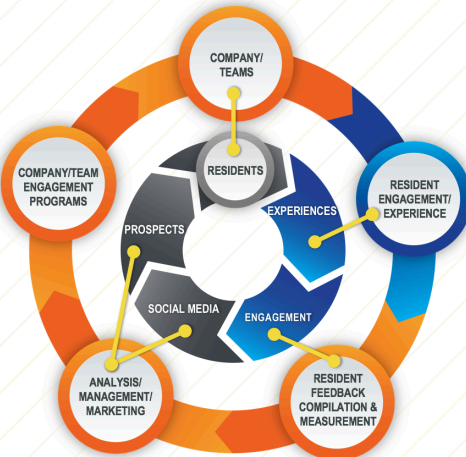 COMPANY/
TEAMS
RESIDENTS
COMPANY/TEAM
ENGAGEMENT
PROGRAMS
RESIDENT
ENGAGEMENT/
EXPERIENCE
EXPERIENCES
PROSPECTS
SOCIAL MEDIA
ENGAGEMENT
ANALYSIS/
MANAGEMENT/
MARKETING
RESIDENT
FEEDBACK
COMPILATION &
MEASUREMENT